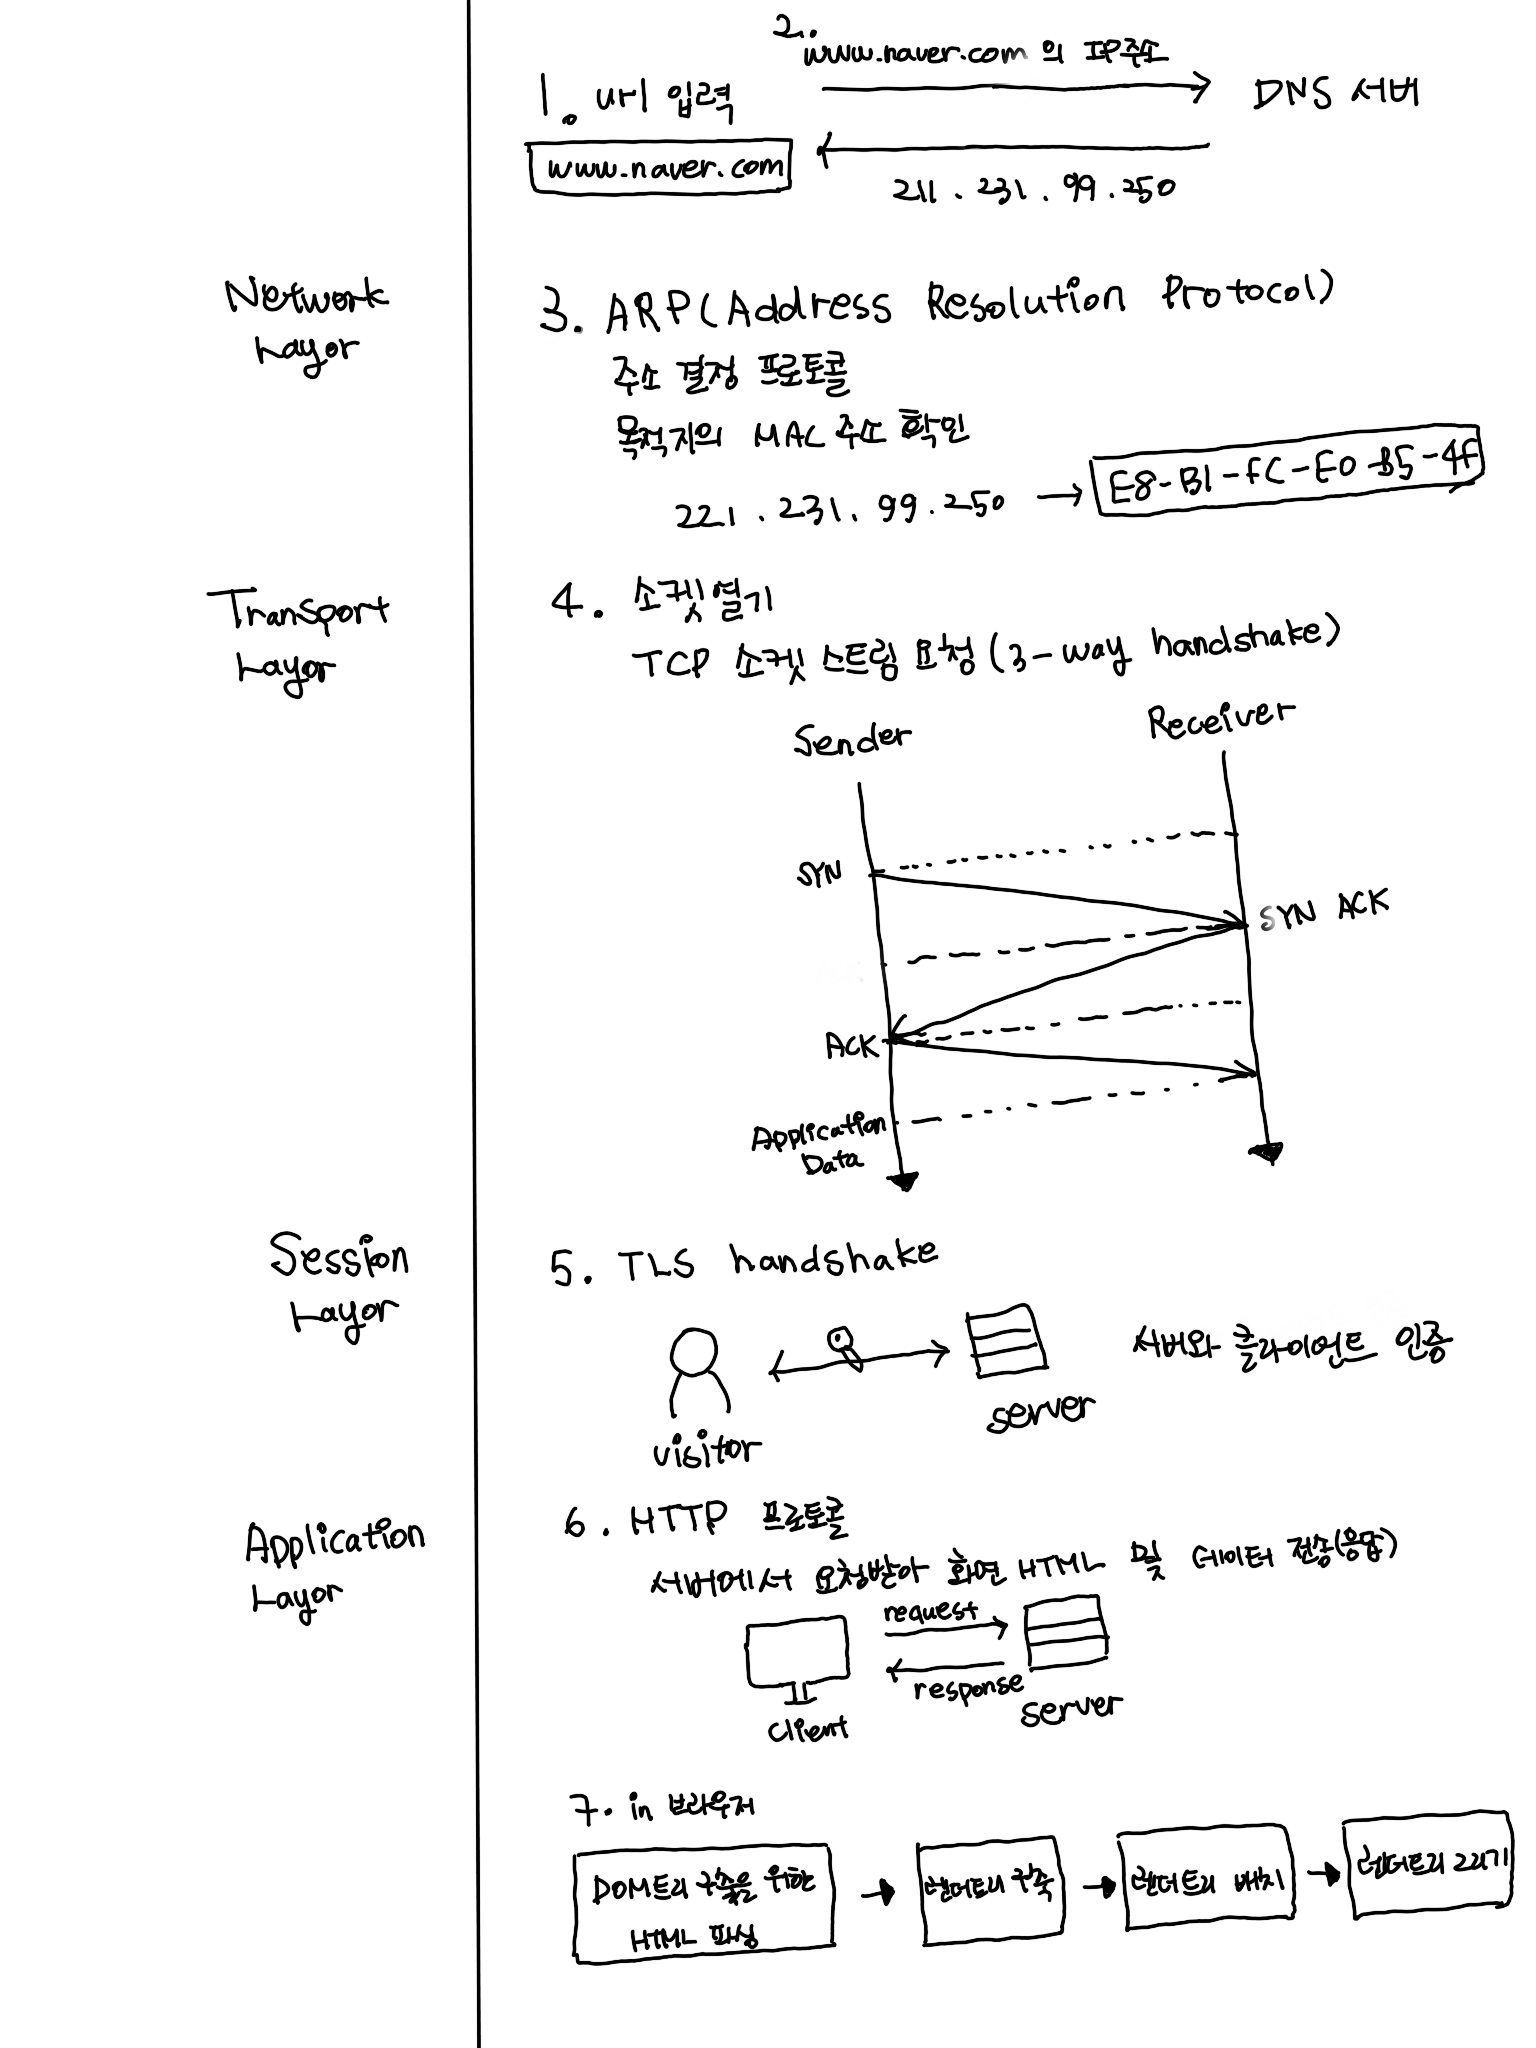 1. url 입력
www.naver.com
2.
www.naver.com 의 IP주소
DNS 서버
211.231.99.250
Network
Layor
3. ARP(Address Resolution Protocol)
주소 결정 프로토콜
목적지의 MAC 주소 확인
221.231.99.250 → E8-B1-FC-E0-B5-4F
Transport
Layor
4. 소켓 열기
TCP 소켓 스트림 요청 (3-way handshake)
Sender
Receiver
SYN
SYN ACK
ACK
Application
Data
Session
Layor
5. TLS handshake
visitor
server
서버와 클라이언트 인증
Application
Layor
6. HTTP 프로토콜
서버에서 요청받아 화면 HTML 및 데이터 전송(응답)
request
response
client
server
7. in 브라우저
DOM트리 구축을 위한
HTML 파싱
→ 렌더트리 구축
→ 렌더트리 배치
→ 렌더트리 그리기